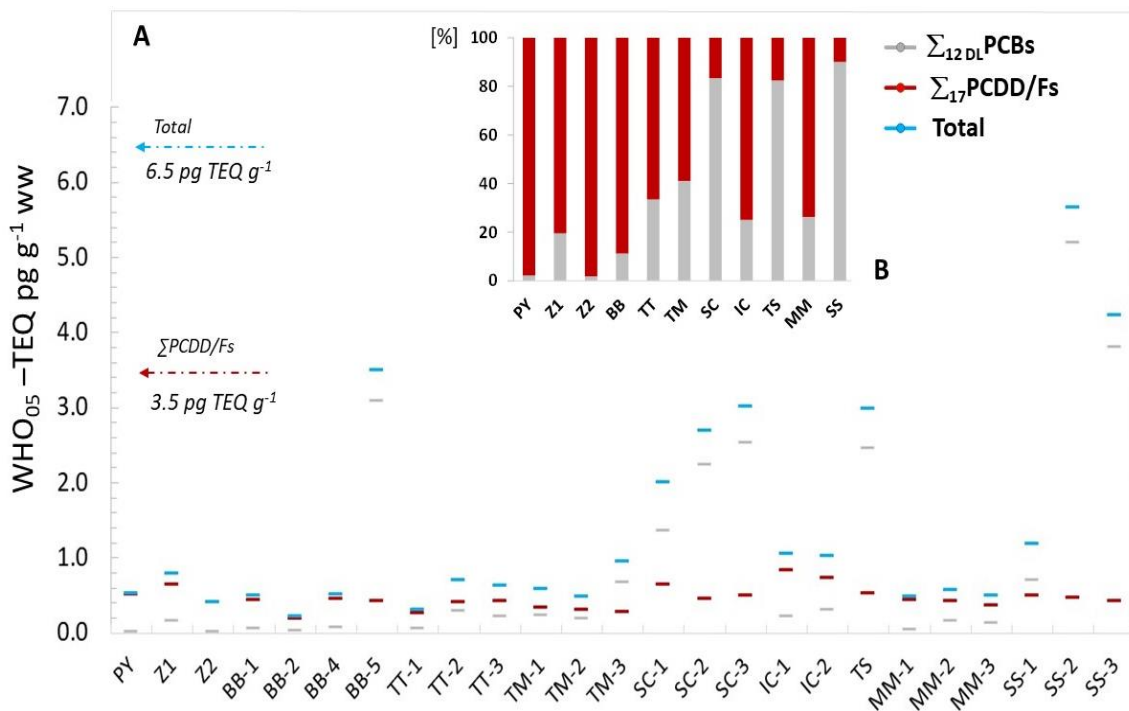 A
[%]
100
80
60
40
20
0
PY Z1 Z2 BB TT TM SC IC TS MM SS
B
∑12 DLPCBs
∑17PCDD/Fs
Total
WHO05 –TEQ pg g-1 ww
7.0
6.0
5.0
4.0
3.0
2.0
1.0
0.0
Total
6.5 pg TEQ g-1
∑PCDD/Fs
3.5 pg TEQ g-1
PY Z1 Z2 BB-1 BB-2 BB-4 BB-5 TT-1 TT-2 TT-3 TM-1 TM-2 TM-3 SC-1 SC-2 SC-3 IC-1 IC-2 TS MM-1 MM-2 MM-3 SS-1 SS-2 SS-3